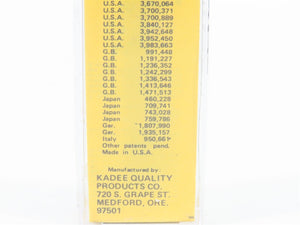 U.S.A. 3,670,064
U.S.A. 3,700,371
U.S.A. 3,700,889
U.S.A. 3,840,127
U.S.A. 3,942,648
U.S.A. 3,952,450
U.S.A. 3,983,663
G.B. 991,448
G.B. 1,191,227
G.B. 1,236,352
G.B. 1,242,299
G.B. 1,336,543
G.B. 1,413,646
G.B. 1,471,513
Japan 460,228
Japan 709,741
Japan 743,028
Japan 759,786
Gar. 1,807,990
Gar. 1,935,157
Italy 950,661
Other patents pend.
Made in U.S.A.
Manufactured by:
KADEE QUALITY
PRODUCTS CO.
720 S. GRAPE ST.
MEDFORD, ORE.
97501